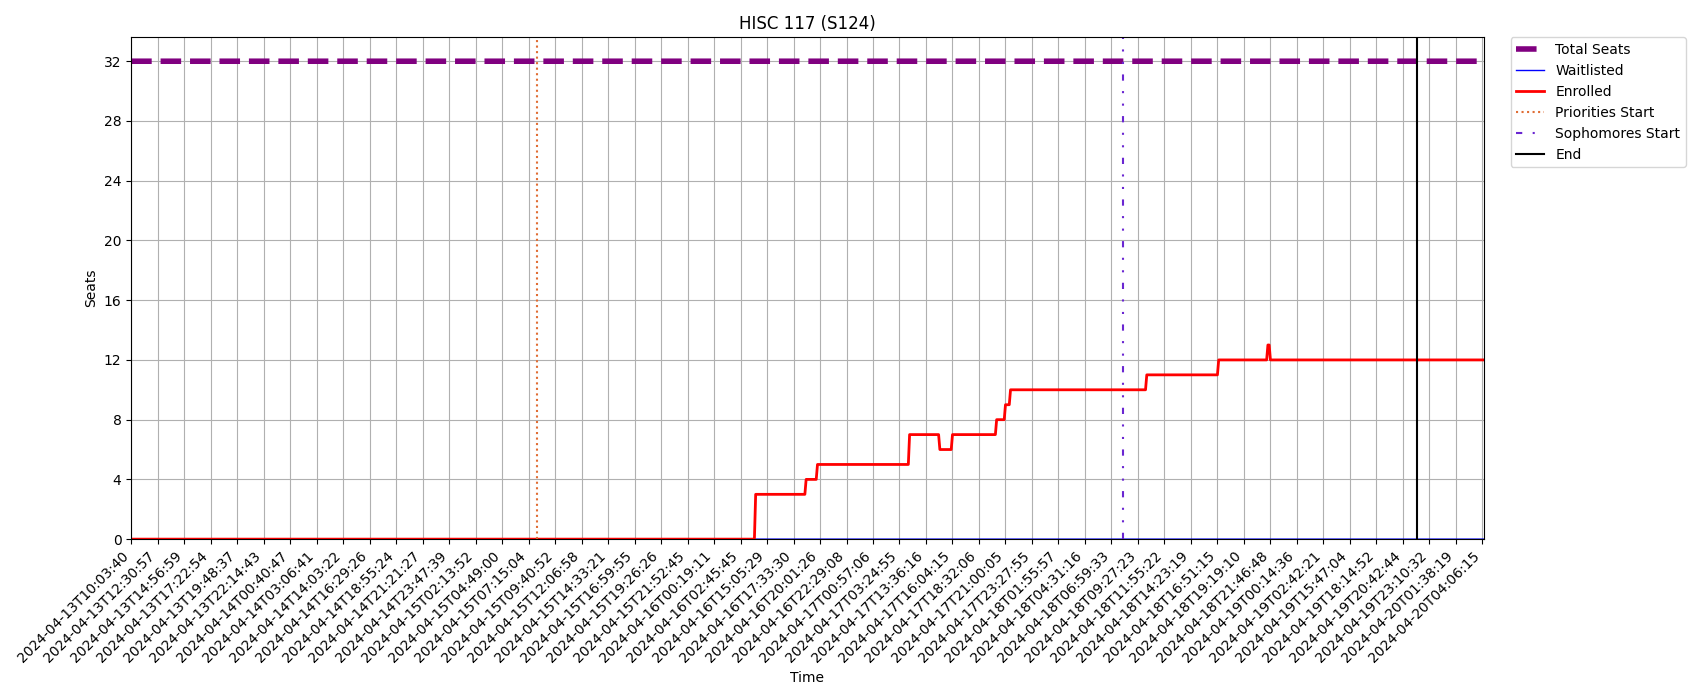 HISC 117 (S124)
Total Seats
Waitlisted
Enrolled
Priorities Start
Sophomores Start
End
Seats
32
28
24
20
16
12
8
4
0
2024-04-13T10:03:40
2024-04-13T12:30:57
2024-04-13T14:56:59
2024-04-13T17:22:54
2024-04-13T19:48:37
2024-04-13T22:14:43
2024-04-14T00:40:47
2024-04-14T03:06:41
2024-04-14T14:03:22
2024-04-14T16:29:26
2024-04-14T18:55:24
2024-04-14T21:21:27
2024-04-14T23:47:39
2024-04-15T02:13:52
2024-04-15T04:49:00
2024-04-15T07:15:04
2024-04-15T09:40:52
2024-04-15T12:06:58
2024-04-15T14:33:21
2024-04-15T16:59:55
2024-04-15T19:26:26
2024-04-15T21:52:45
2024-04-16T00:19:11
2024-04-16T02:45:45
2024-04-16T15:05:29
2024-04-16T17:33:30
2024-04-16T20:01:26
2024-04-16T22:29:08
2024-04-17T00:57:06
2024-04-17T03:24:55
2024-04-17T13:36:16
2024-04-17T16:04:15
2024-04-17T18:32:06
2024-04-17T21:00:05
2024-04-17T23:27:55
2024-04-18T01:55:57
2024-04-18T04:31:16
2024-04-18T06:59:33
2024-04-18T09:27:23
2024-04-18T11:55:22
2024-04-18T14:23:19
2024-04-18T16:51:15
2024-04-18T19:19:10
2024-04-18T21:46:48
2024-04-19T00:14:36
2024-04-19T02:42:21
2024-04-19T15:47:04
2024-04-19T18:14:52
2024-04-19T20:42:44
2024-04-19T23:10:32
2024-04-20T01:38:19
2024-04-20T04:06:15
Time